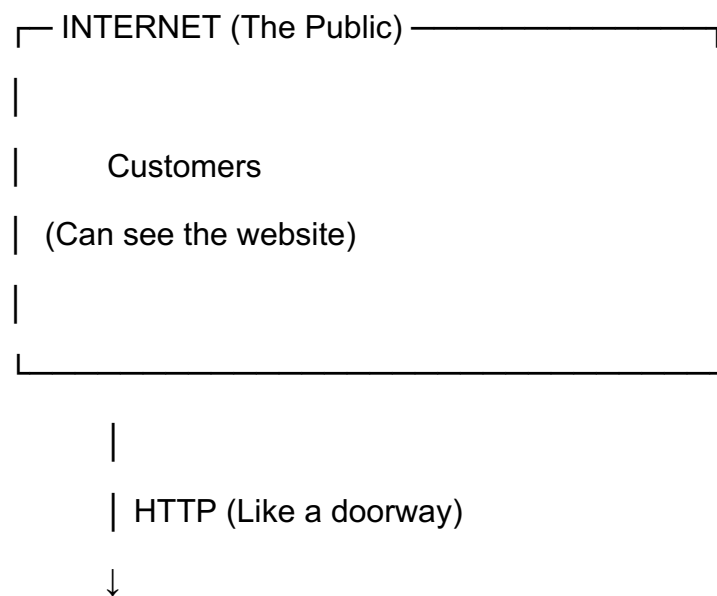 INTERNET (The Public)
Customers
(Can see the website)
HTTP (Like a doorway)